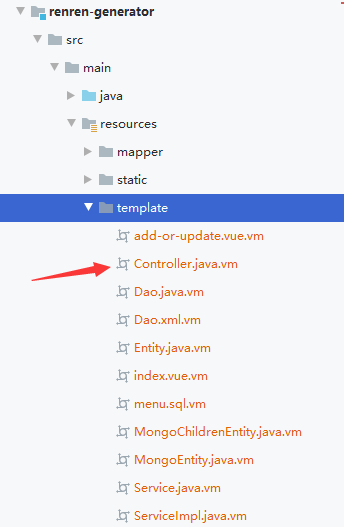 renren-generator
src
main
java
resources
mapper
static
template
add-or-update.vue.vm
Controller.java.vm
Dao.java.vm
Dao.xml.vm
Entity.java.vm
index.vue.vm
menu.sql.vm
MongoChildrenEntity.java.vm
MongoEntity.java.vm
Service.java.vm
ServiceImpl.java.vm